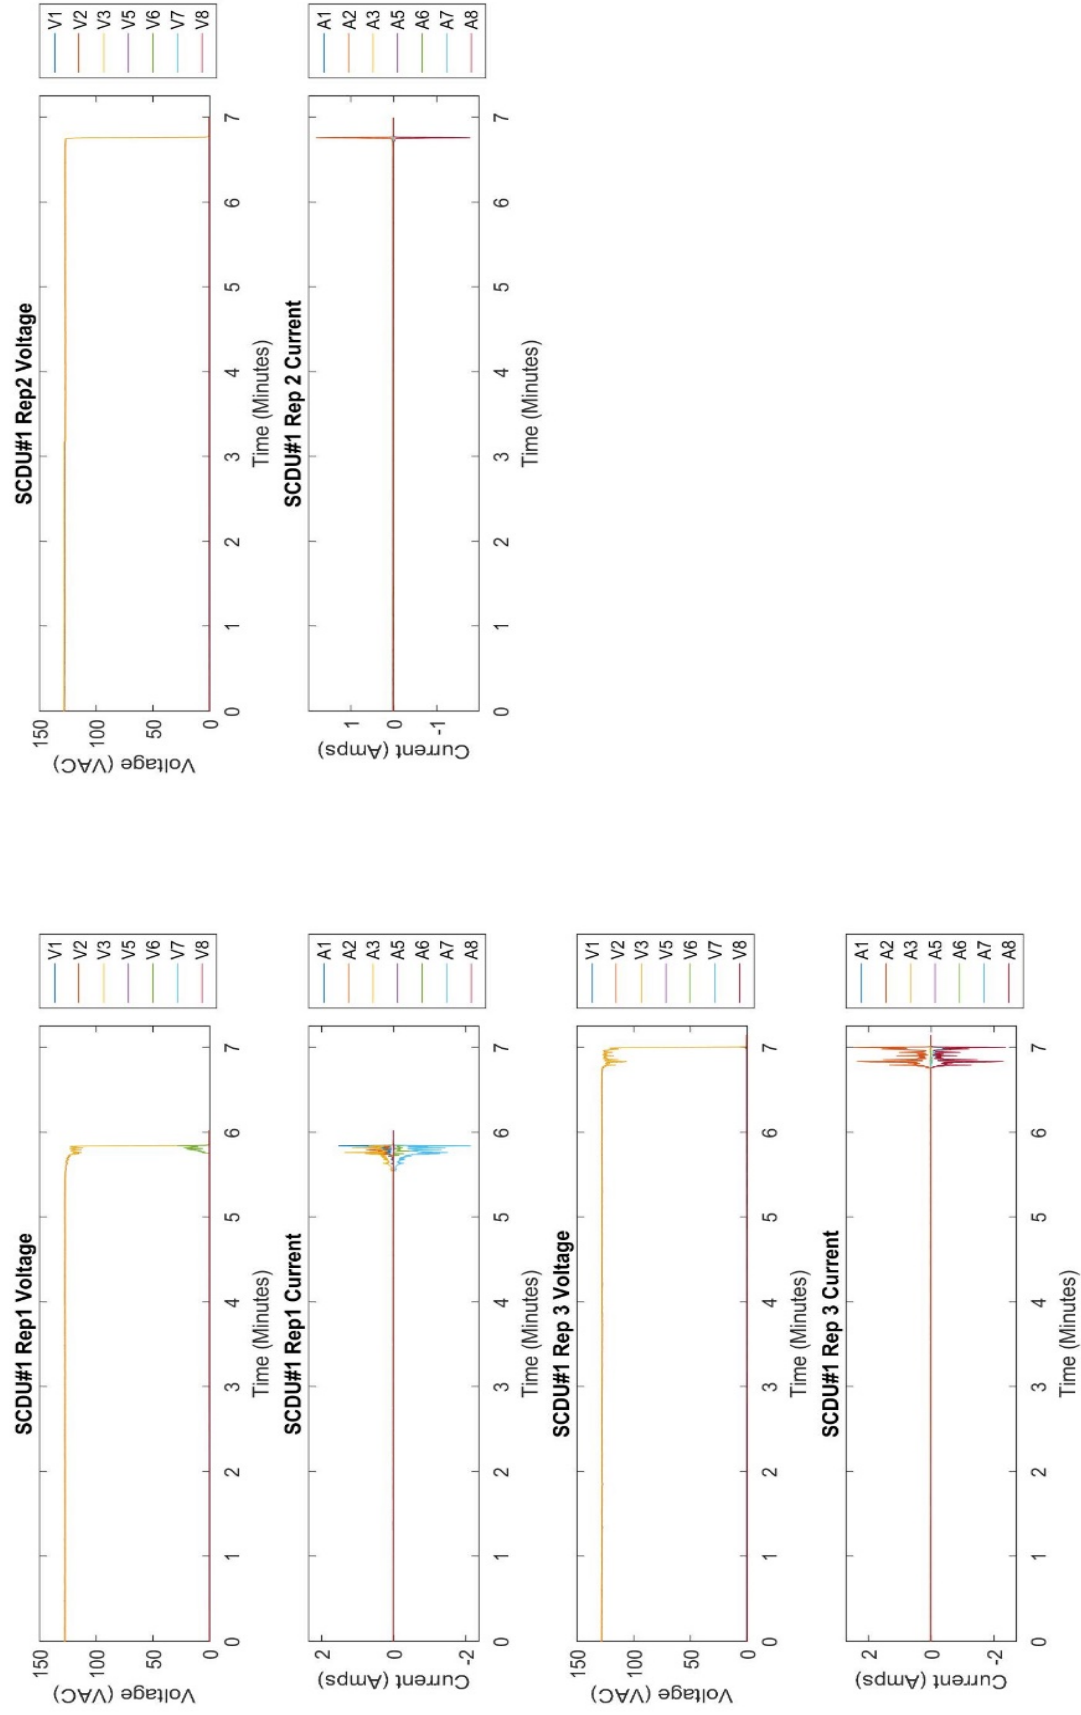 SCDU#1 Rep1 Voltage
150
100
50
0
Voltage (VAC)
0 1 2 3 4 5 6 7
Time (Minutes)
V1
V2
V3
V5
V6
V7
V8
SCDU#1 Rep1 Current
2
0
-2
Current (Amps)
0 1 2 3 4 5 6 7
Time (Minutes)
A1
A2
A3
A5
A6
A7
A8
SCDU#1 Rep2 Voltage
150
100
50
0
Voltage (VAC)
0 1 2 3 4 5 6 7
Time (Minutes)
V1
V2
V3
V5
V6
V7
V8
SCDU#1 Rep 2 Current
1
0
-1
Current (Amps)
0 1 2 3 4 5 6 7
Time (Minutes)
A1
A2
A3
A5
A6
A7
A8
SCDU#1 Rep 3 Voltage
150
100
50
0
Voltage (VAC)
0 1 2 3 4 5 6 7
Time (Minutes)
V1
V2
V3
V5
V6
V7
V8
SCDU#1 Rep 3 Current
2
0
-2
Current (Amps)
0 1 2 3 4 5 6 7
Time (Minutes)
A1
A2
A3
A5
A6
A7
A8